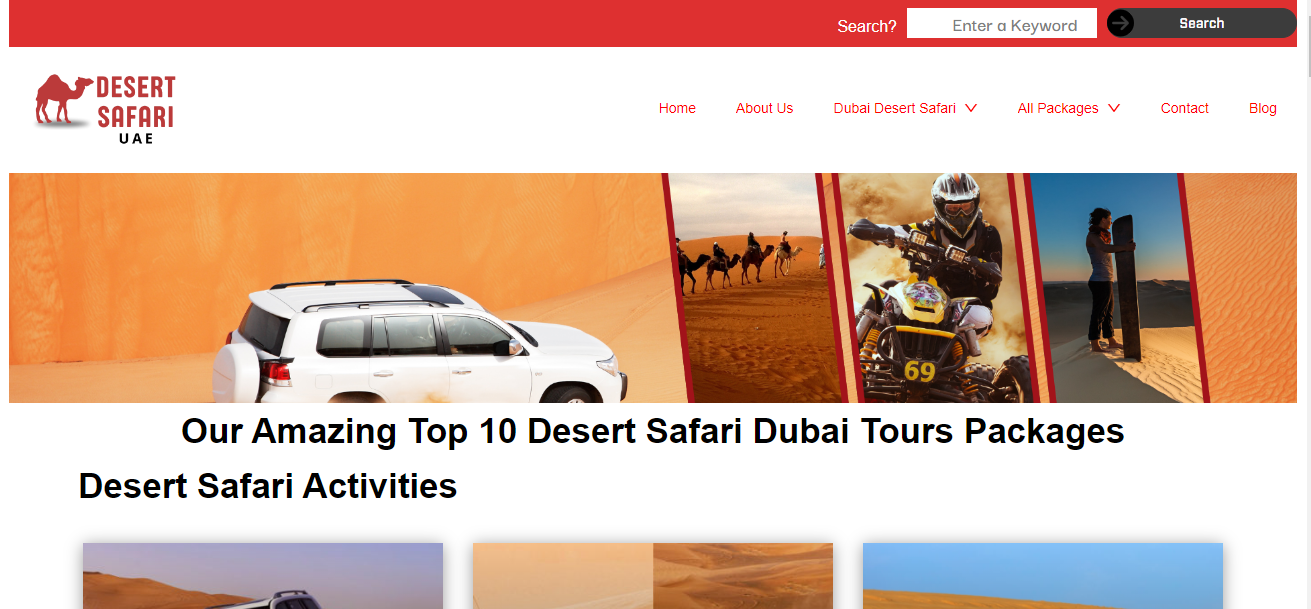 Search?
Enter a Keyword
Search
DESERT
SAFARI
UAE
Home
About Us
Dubai Desert Safari
All Packages
Contact
Blog
69
Our Amazing Top 10 Desert Safari Dubai Tours Packages
Desert Safari Activities